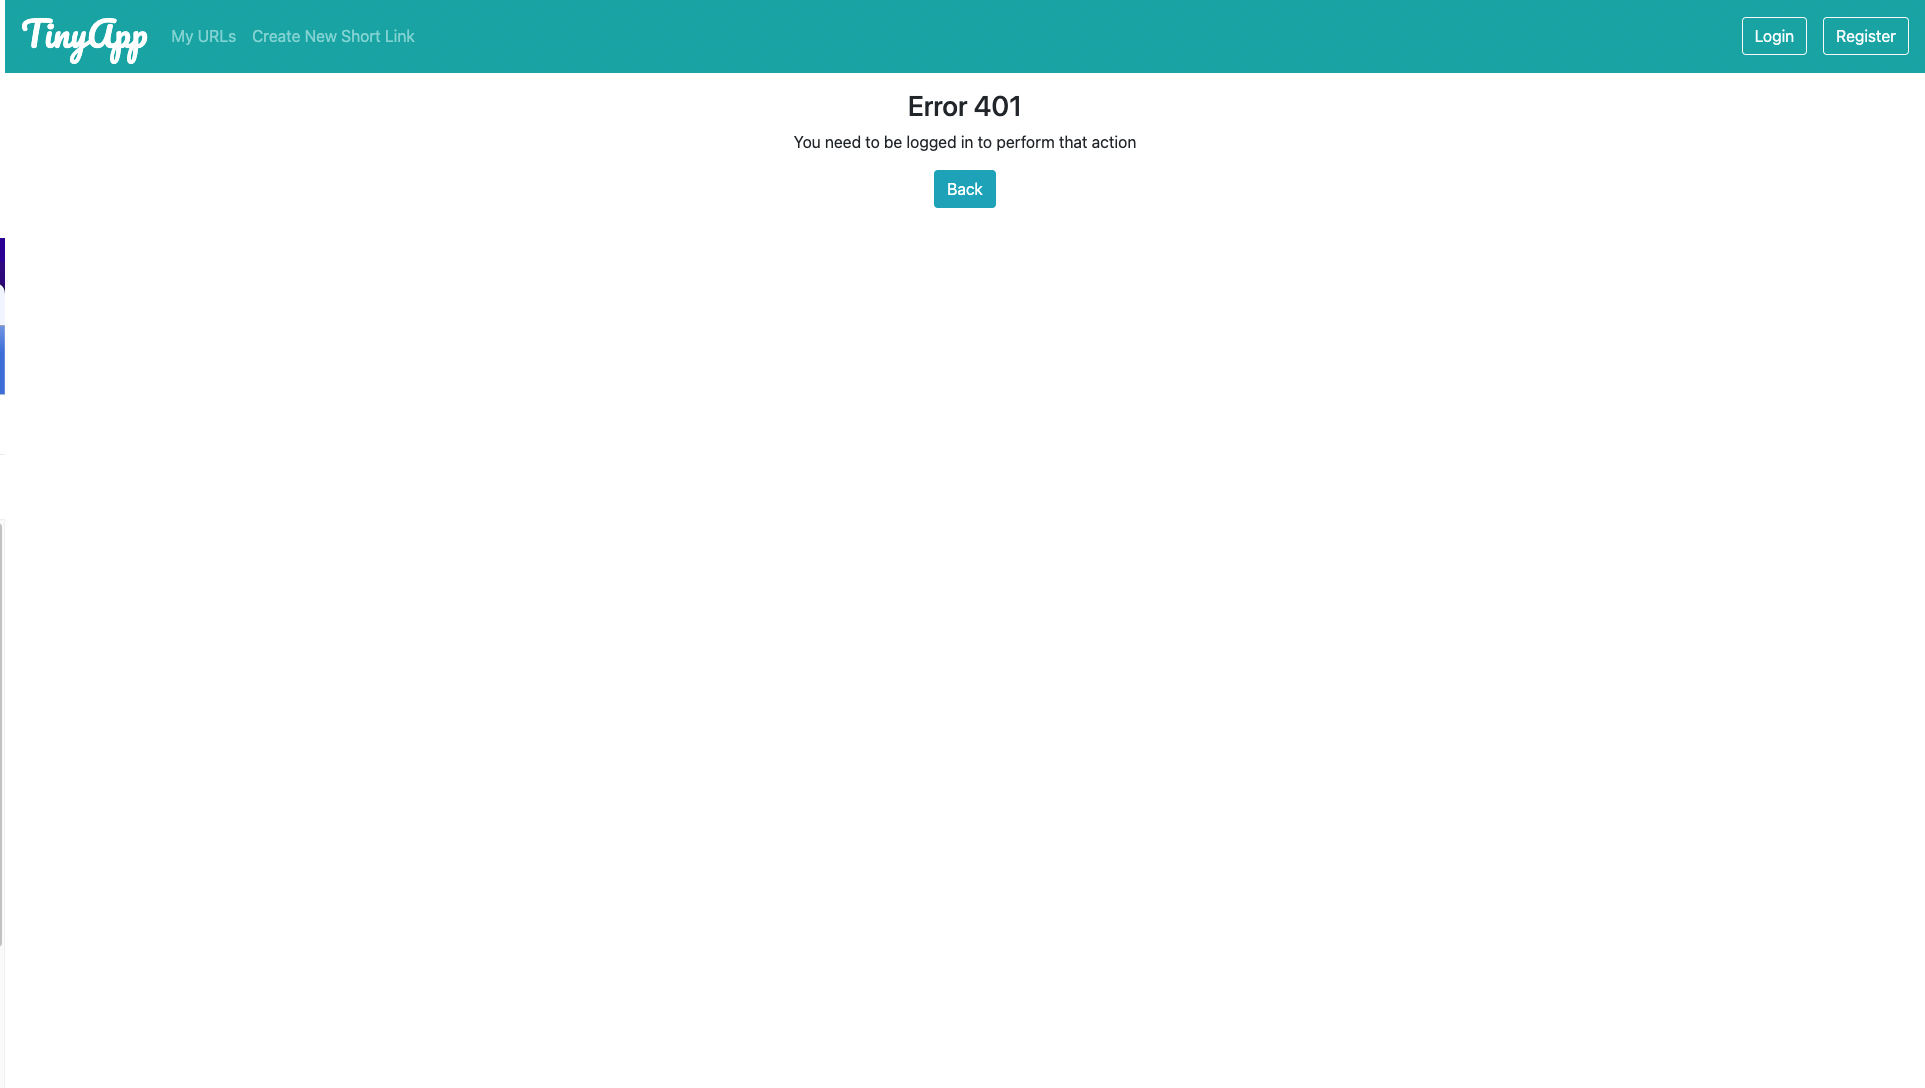 TinyApp My URLs Create New Short Link Login Register
Error 401
You need to be logged in to perform that action
Back